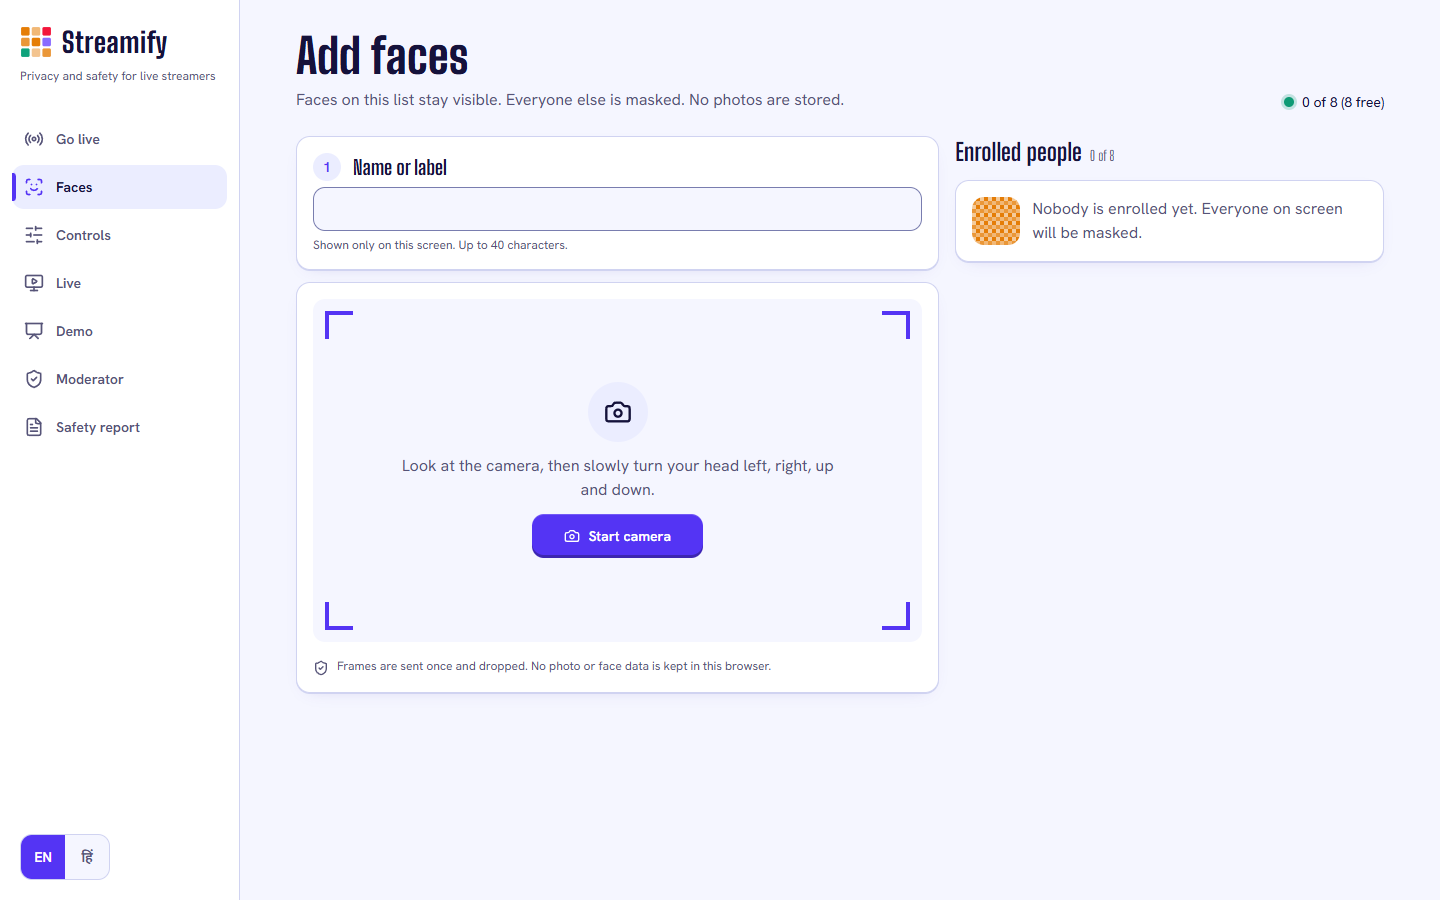 Streamify
Privacy and safety for live streamers
Go live
Faces
Controls
Live
Demo
Moderator
Safety report
EN
हिं
Add faces
Faces on this list stay visible. Everyone else is masked. No photos are stored.
0 of 8 (8 free)
1 Name or label
Shown only on this screen. Up to 40 characters.
Look at the camera, then slowly turn your head left, right, up
and down.
Start camera
Frames are sent once and dropped. No photo or face data is kept in this browser.
Enrolled people 0 of 8
Nobody is enrolled yet. Everyone on screen
will be masked.